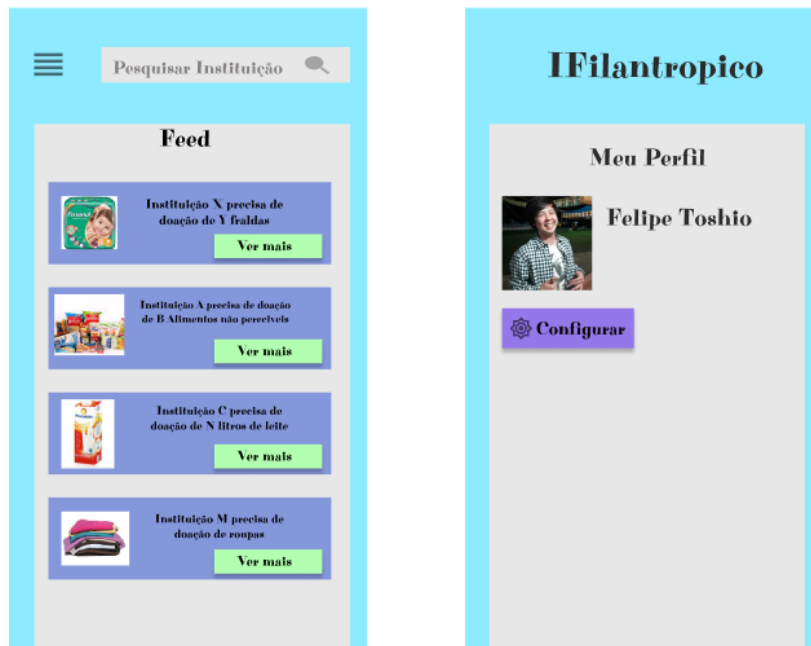 Pesquisar Instituição
Feed
Instituição X precisa de
doação de Y fraldas
Ver mais
Instituição A precisa de doação
de B Alimentos não perecíveis
Ver mais
Instituição C precisa de
doação de N litros de leite
Ver mais
Instituição M precisa de
doação de roupas
Ver mais
IFilantropico
Meu Perfil
Felipe Toshio
Configurar